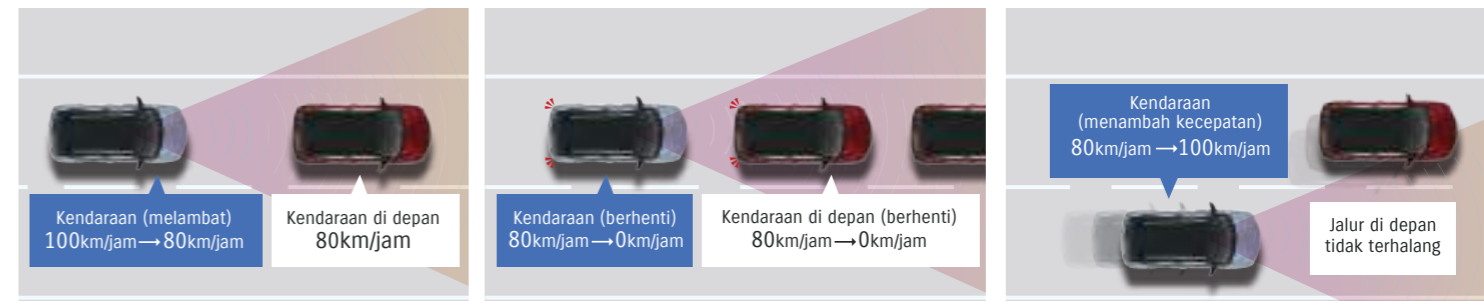 Kendaraan (melambat)
100km/jam→80km/jam
Kendaraan di depan
80km/jam
Kendaraan (berhenti)
80km/jam→0km/jam
Kendaraan di depan (berhenti)
80km/jam→0km/jam
Kendaraan
(menambah kecepatan)
80km/jam→100km/jam
Jalur di depan
tidak terhalang